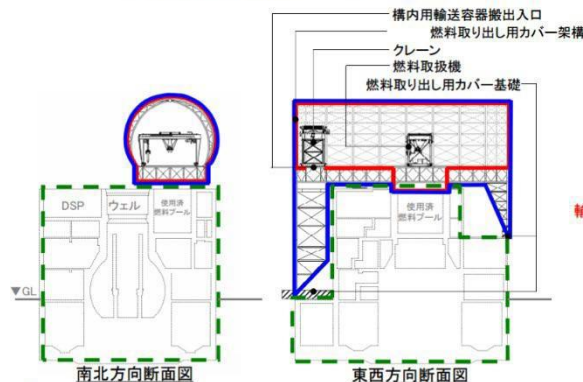 構内用輸送容器搬出入口
燃料取り出し用カバー架構
クレーン
燃料取扱機
燃料取り出し用カバー基礎
DSP
ウェル
使用済
燃料プール
使用済
燃料プール
▼GL
南北方向断面図
東西方向断面図